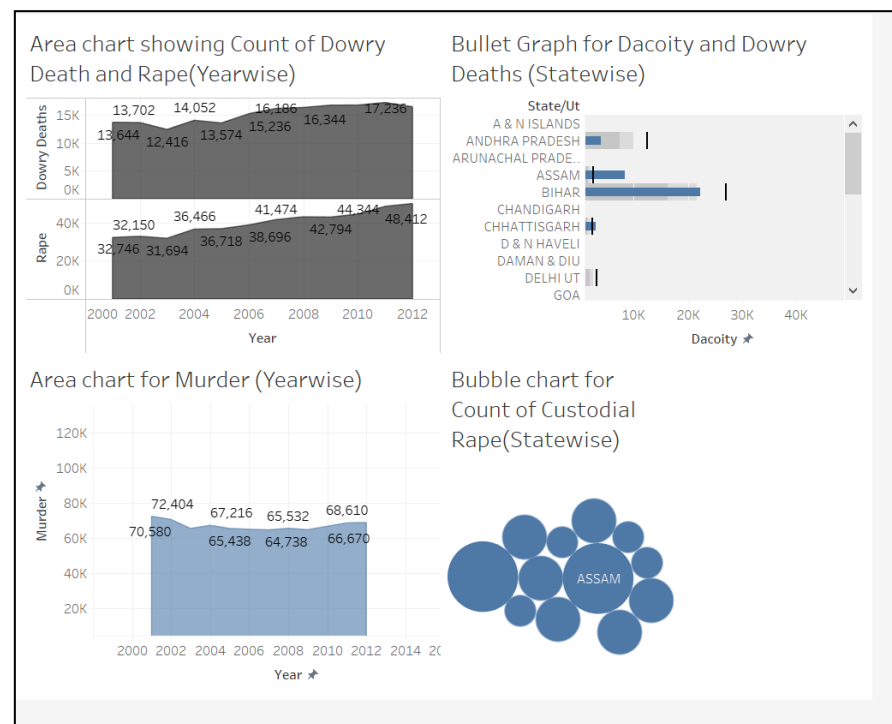 Area chart showing Count of Dowry
Death and Rape(Yearwise)
Dowry Deaths
15K
10K
5K
0K
13,702
14,052
16,186
17,236
13,644
12,416
13,574
15,236
16,344
Rape
40K
20K
0K
32,150
36,466
41,474
44,344
32,746
31,694
36,718
38,696
42,794
48,412
2000 2002 2004 2006 2008 2010 2012
Year
Bullet Graph for Dacoity and Dowry
Deaths (Statewise)
State/Ut
A & N ISLANDS
ANDHRA PRADESH
ARUNACHAL PRADE..
ASSAM
BIHAR
CHANDIGARH
CHHATTISGARH
D & N HAVELI
DAMAN & DIU
DELHI UT
GOA
10K 20K 30K 40K
Dacoity
Area chart for Murder (Yearwise)
Murder
120K
100K
80K
60K
40K
20K
72,404
67,216
65,532
68,610
70,580
65,438
64,738
66,670
2000 2002 2004 2006 2008 2010 2012 2014 20
Year
Bubble chart for
Count of Custodial
Rape(Statewise)
ASSAM